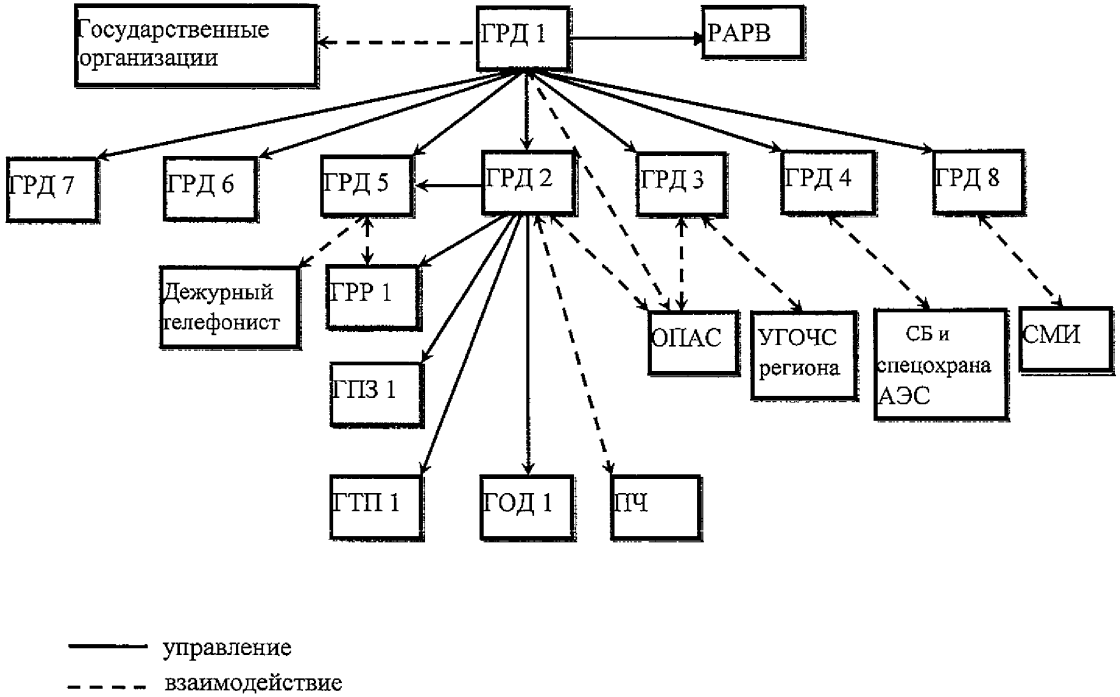 Государственные
организации
ГРД 1
РАРВ
ГРД 7
ГРД 6
ГРД 5
ГРД 2
ГРД 3
ГРД 4
ГРД 8
Дежурный
телефонист
ГРР 1
ОПАС
УГОЧС
региона
СБ и
спецохрана
АЭС
СМИ
ГПЗ 1
ГТП 1
ГОД 1
ПЧ
управление
взаимодействие